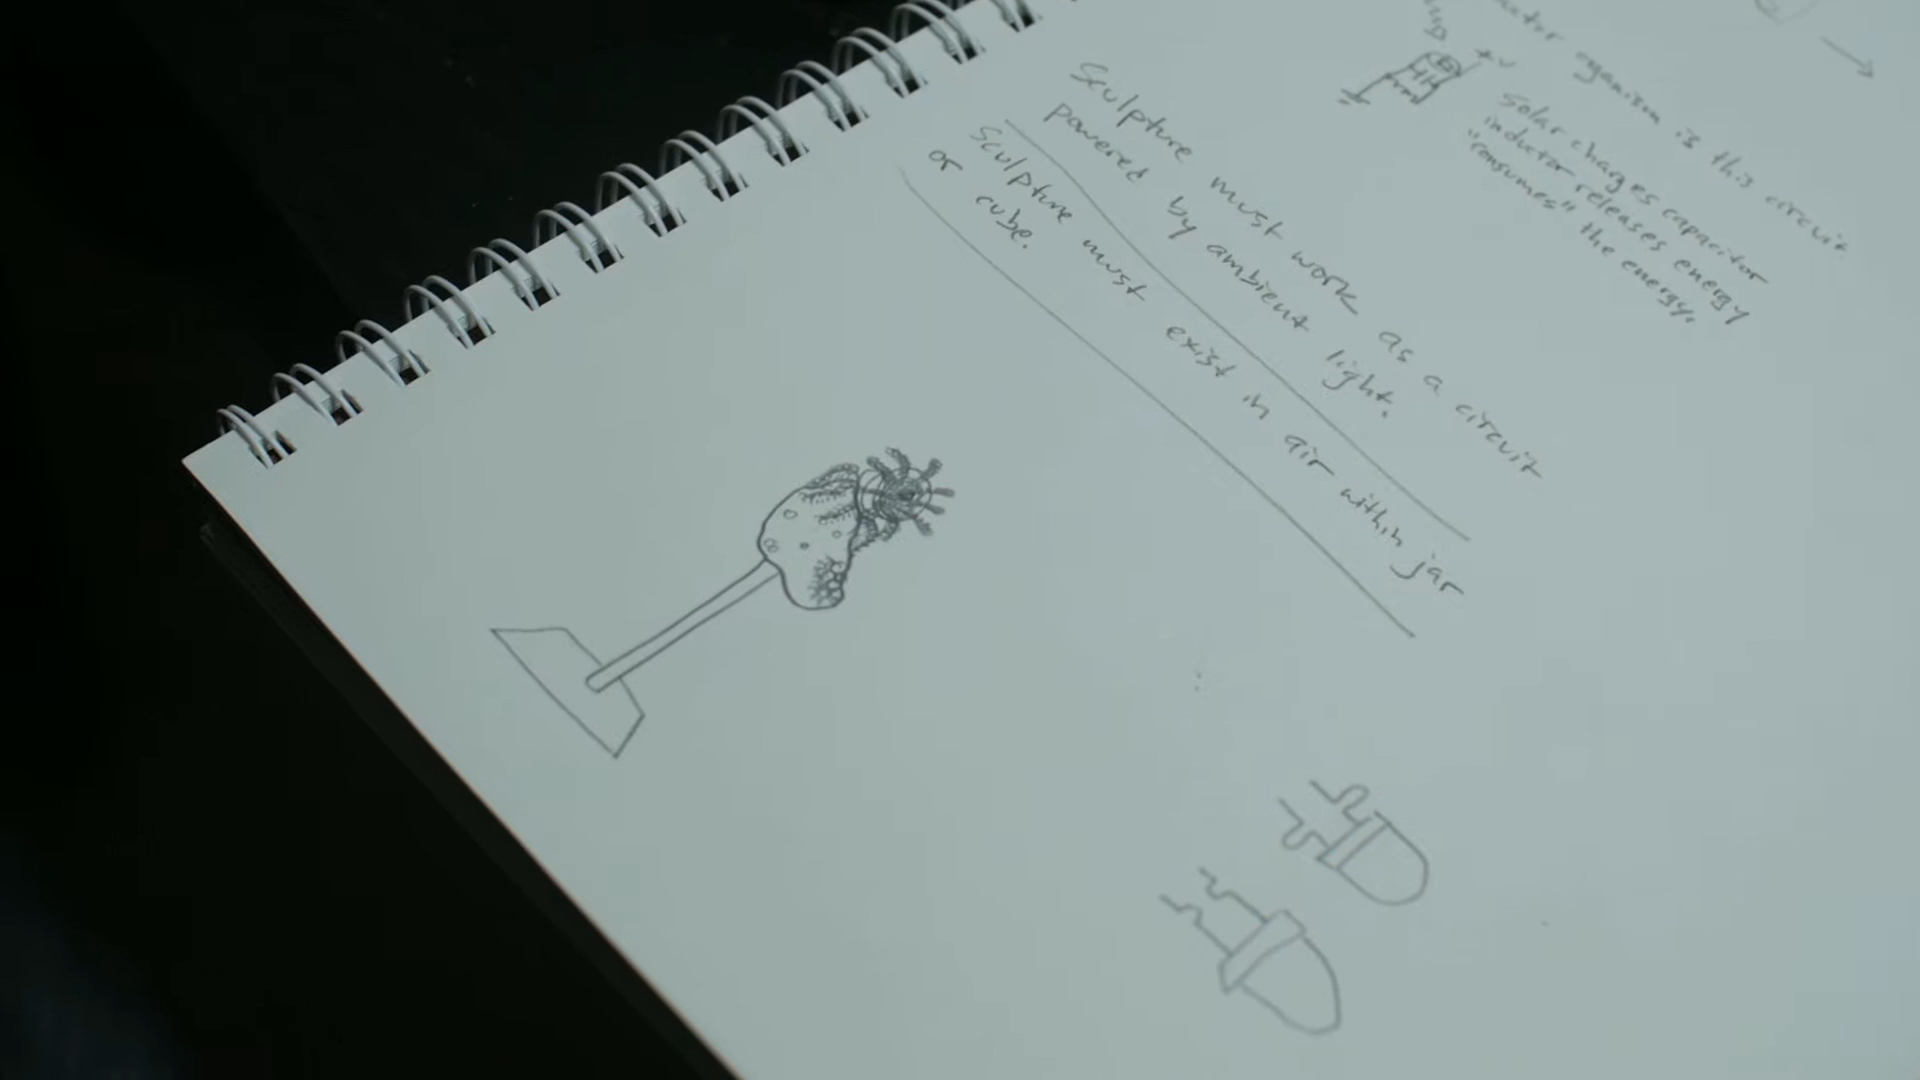 organism is this circuit.
+v
Solar charges capacitor
inductor releases energy
"consumes" the energy.
Sculpture must work as a circuit
powered by ambient light.
Sculpture must exist in air within jar
or cube.